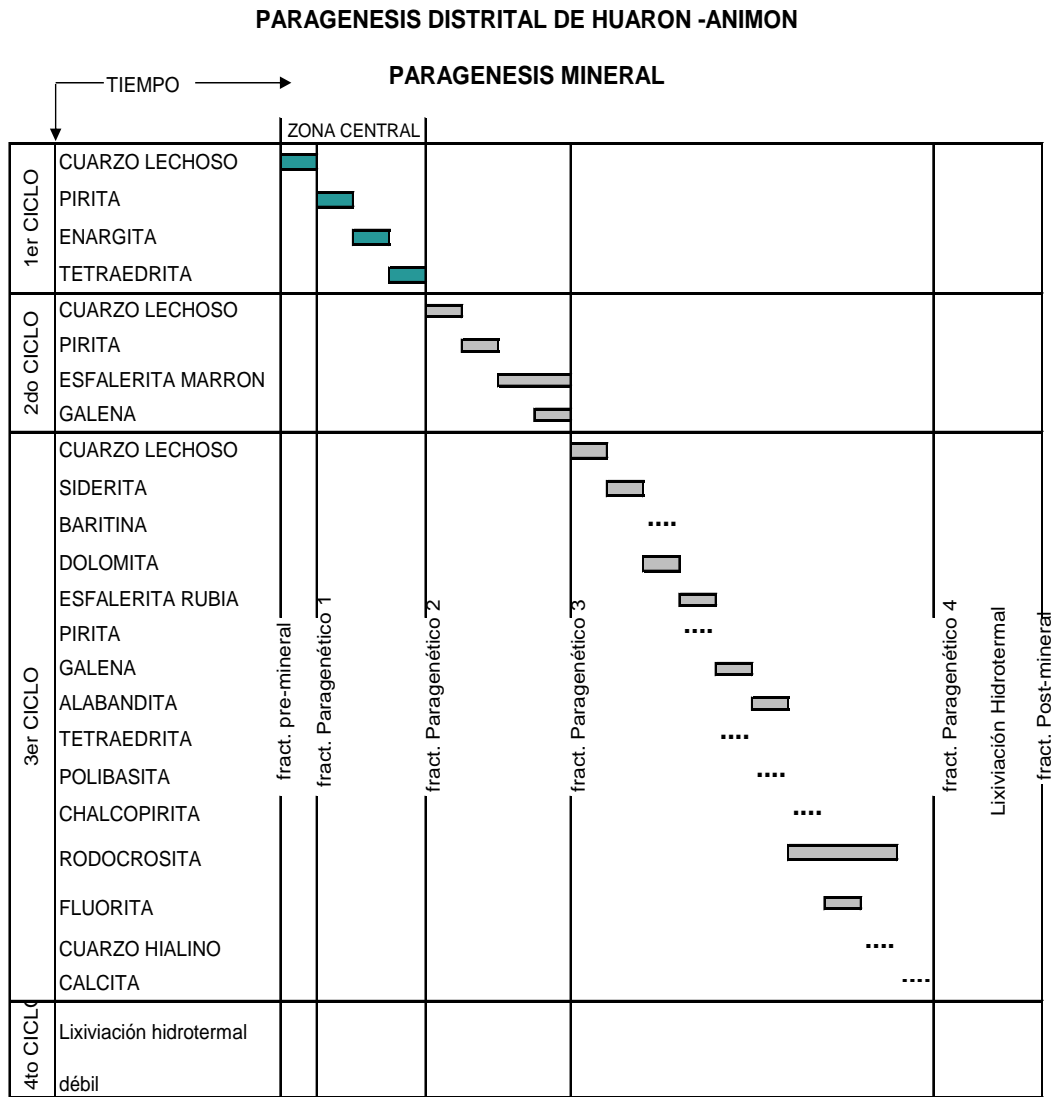 PARAGENESIS DISTRITAL DE HUARON -ANIMON
PARAGENESIS MINERAL
TIEMPO
ZONA CENTRAL
1er CICLO
CUARZO LECHOSO
PIRITA
ENARGITA
TETRAEDRITA
2do CICLO
CUARZO LECHOSO
PIRITA
ESFALERITA MARRON
GALENA
3er CICLO
CUARZO LECHOSO
SIDERITA
BARITINA
DOLOMITA
ESFALERITA RUBIA
PIRITA
GALENA
ALABANDITA
TETRAEDRITA
POLIBASITA
CHALCOPIRITA
RODOCROSITA
FLUORITA
CUARZO HIALINO
CALCITA
fract. pre-mineral
fract. Paragenético 1
fract. Paragenético 2
fract. Paragenético 3
fract. Paragenético 4
Lixiviación Hidrotermal
fract. Post-mineral
4to CICLO
Lixiviación hidrotermal
débil